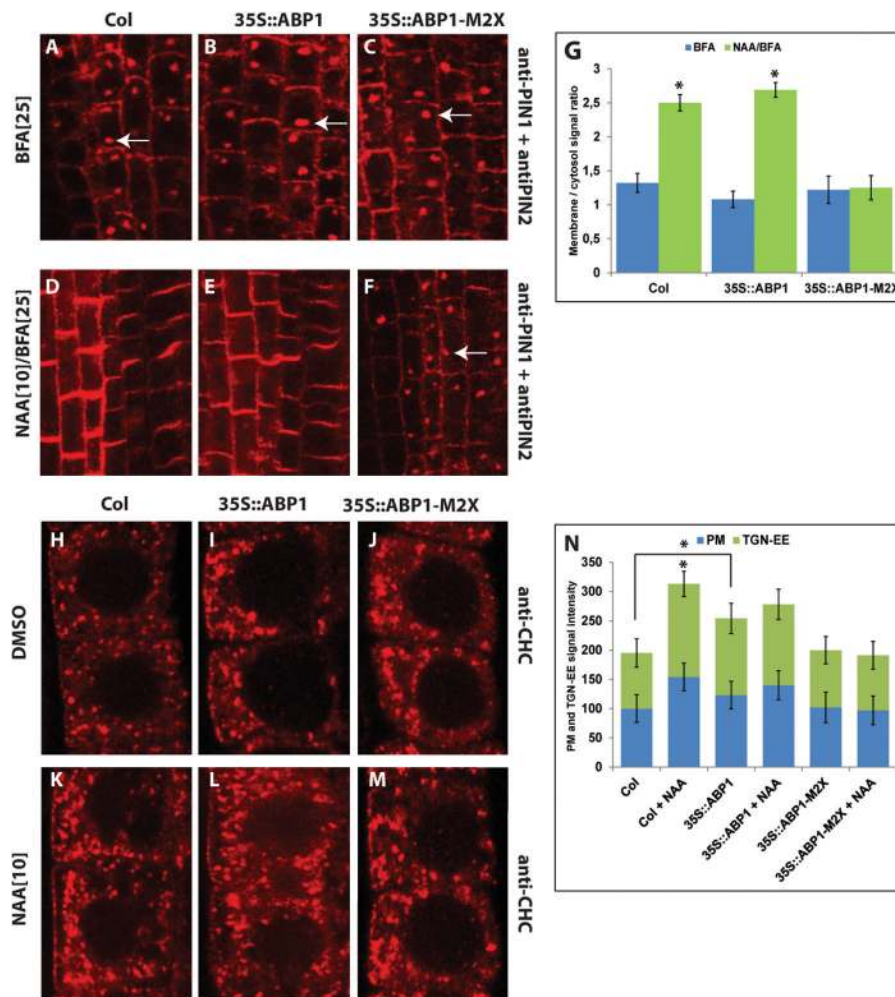 Col 35S::ABP1 35S::ABP1-M2X
A B C
BFA[25]
anti-PIN1 + antiPIN2
D E F
NAA[10]/BFA[25]
anti-PIN1 + antiPIN2
G
BFA NAA/BFA
Membrane / cytosol signal ratio
3
2,5
2
1,5
1
0,5
0
* *
Col 35S::ABP1 35S::ABP1-M2X
Col 35S::ABP1 35S::ABP1-M2X
H I J
DMSO
anti-CHC
K L M
NAA[10]
anti-CHC
N
PM TGN-EE
PM and TGN-EE signal intensity
350
300
250
200
150
100
50
0
*
*
Col
Col + NAA
35S::ABP1
35S::ABP1 + NAA
35S::ABP1-M2X
35S::ABP1-M2X + NAA